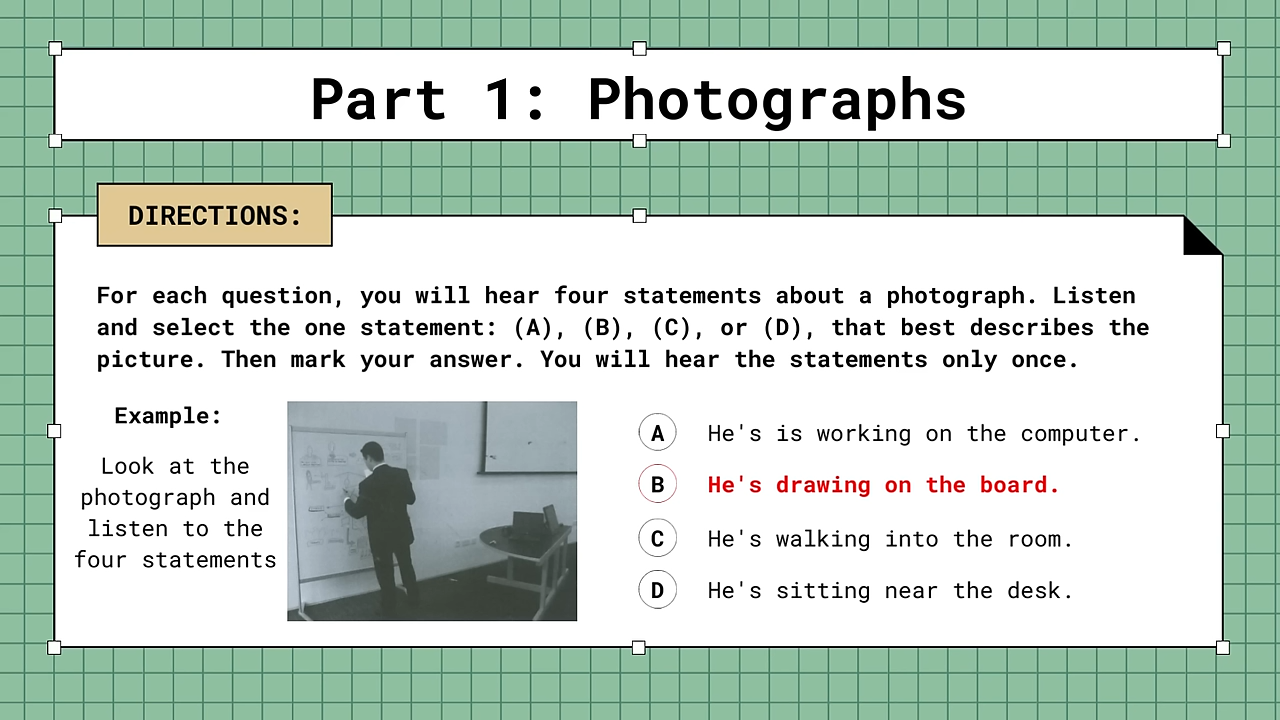 Part 1: Photographs
DIRECTIONS:
For each question, you will hear four statements about a photograph. Listen
and select the one statement: (A), (B), (C), or (D), that best describes the
picture. Then mark your answer. You will hear the statements only once.
Example:
Look at the
photograph and
listen to the
four statements
A He's is working on the computer.
B He's drawing on the board.
C He's walking into the room.
D He's sitting near the desk.